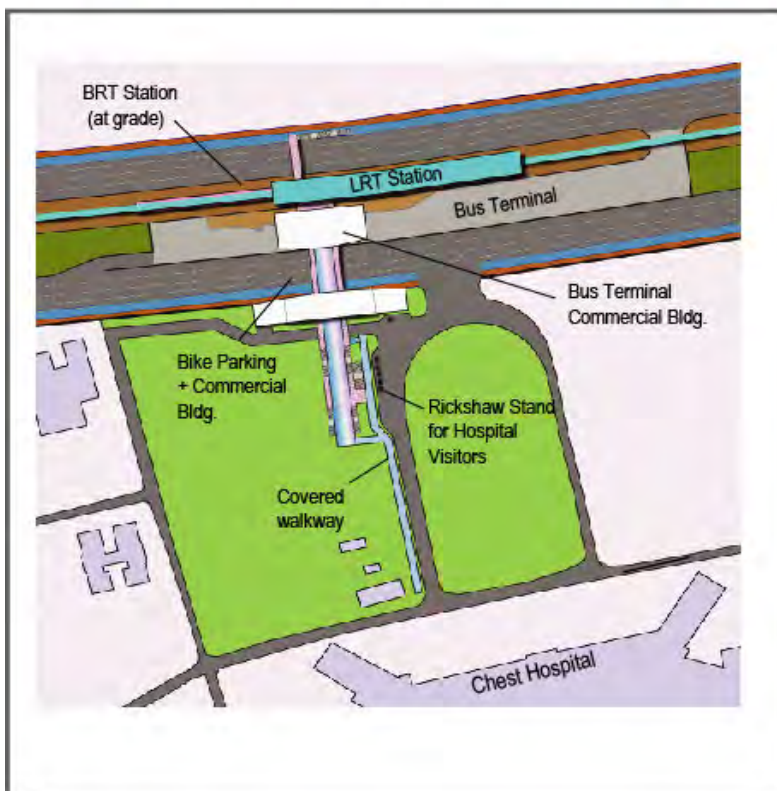 BRT Station
(at grade)
LRT Station
Bus Terminal
Bus Terminal
Commercial Bldg.
Bike Parking
+ Commercial
Bldg.
Rickshaw Stand
for Hospital
Visitors
Covered
walkway
Chest Hospital